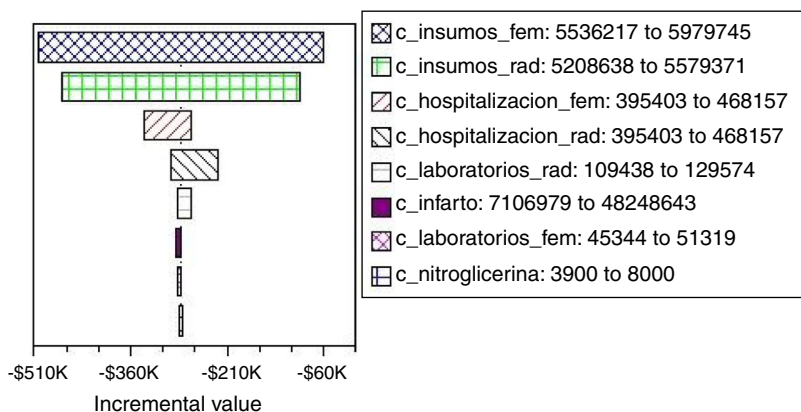 c_insumos_fem: 5536217 to 5979745
c_insumos_rad: 5208638 to 5579371
c_hospitalizacion_fem: 395403 to 468157
c_hospitalizacion_rad: 395403 to 468157
c_laboratorios_rad: 109438 to 129574
c_infarto: 7106979 to 48248643
c_laboratorios_fem: 45344 to 51319
c_nitroglicerina: 3900 to 8000
-$510K -$360K -$210K -$60K
Incremental value